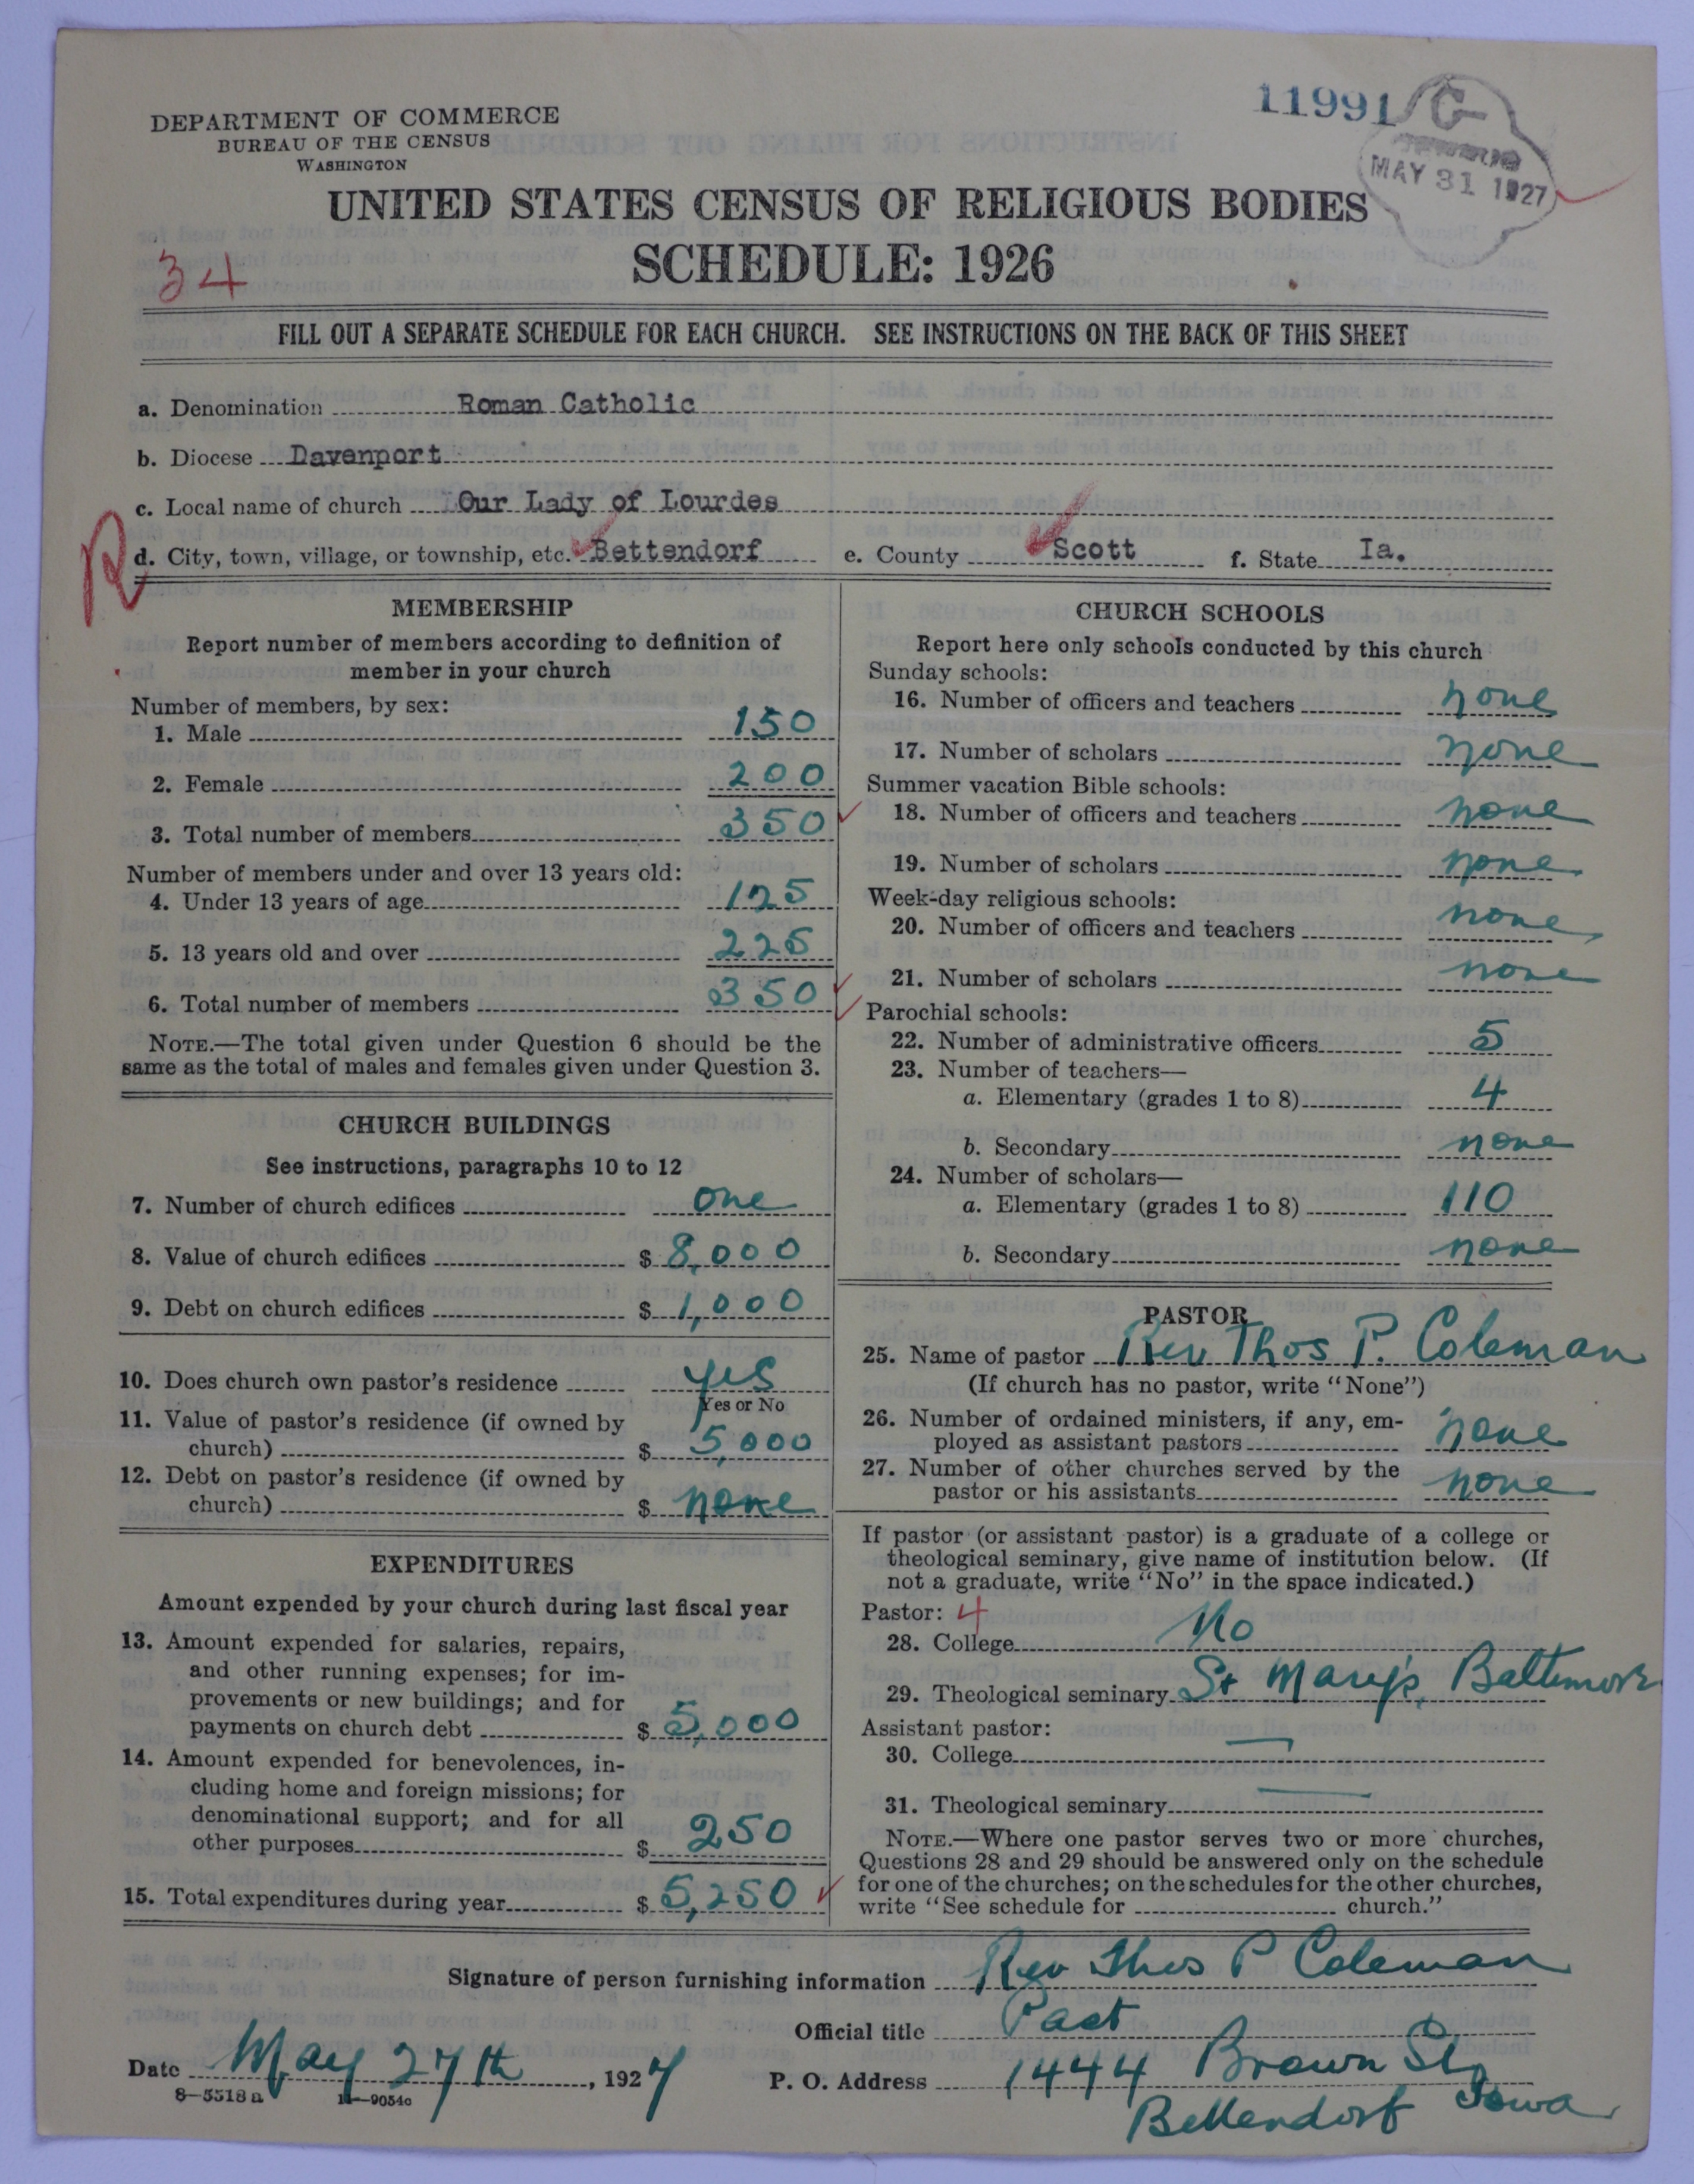 11991
G
MAY 31 1927
DEPARTMENT OF COMMERCE
BUREAU OF THE CENSUS
WASHINGTON
UNITED STATES CENSUS OF RELIGIOUS BODIES
SCHEDULE: 1926
34
FILL OUT A SEPARATE SCHEDULE FOR EACH CHURCH. SEE INSTRUCTIONS ON THE BACK OF THIS SHEET
a. Denomination Roman Catholic
b. Diocese Davenport
c. Local name of church Our Lady of Lourdes
R
d. City, town, village, or township, etc. Bettendorf e. County Scott f. State Ia.
MEMBERSHIP
Report number of members according to definition of
member in your church
Number of members, by sex:
1. Male 150
2. Female 200
3. Total number of members 350
Number of members under and over 13 years old:
4. Under 13 years of age 125
5. 13 years old and over 225
6. Total number of members 350
NOTE.—The total given under Question 6 should be the
same as the total of males and females given under Question 3.
CHURCH BUILDINGS
See instructions, paragraphs 10 to 12
7. Number of church edifices one
8. Value of church edifices $ 8,000
9. Debt on church edifices $ 1,000
10. Does church own pastor's residence yes
Yes or No
11. Value of pastor's residence (if owned by
church) $ 5,000
12. Debt on pastor's residence (if owned by
church) $ none
EXPENDITURES
Amount expended by your church during last fiscal year
13. Amount expended for salaries, repairs,
and other running expenses; for im-
provements or new buildings; and for
payments on church debt $ 5,000
14. Amount expended for benevolences, in-
cluding home and foreign missions; for
denominational support; and for all
other purposes $ 250
15. Total expenditures during year $ 5,250
CHURCH SCHOOLS
Report here only schools conducted by this church
Sunday schools:
16. Number of officers and teachers none
17. Number of scholars none
Summer vacation Bible schools:
18. Number of officers and teachers none
19. Number of scholars none
Week-day religious schools:
20. Number of officers and teachers none
21. Number of scholars none
Parochial schools:
22. Number of administrative officers 5
23. Number of teachers—
a. Elementary (grades 1 to 8) 4
b. Secondary none
24. Number of scholars—
a. Elementary (grades 1 to 8) 110
b. Secondary none
PASTOR
25. Name of pastor Rev Thos P. Coleman
(If church has no pastor, write "None")
26. Number of ordained ministers, if any, em-
ployed as assistant pastors none
27. Number of other churches served by the
pastor or his assistants none
If pastor (or assistant pastor) is a graduate of a college or
theological seminary, give name of institution below. (If
not a graduate, write "No" in the space indicated.)
Pastor: 4
28. College No
29. Theological seminary St Mary's, Baltimore
Assistant pastor:
30. College —
31. Theological seminary —
NOTE.—Where one pastor serves two or more churches,
Questions 28 and 29 should be answered only on the schedule
for one of the churches; on the schedules for the other churches,
write "See schedule for church."
Signature of person furnishing information Rev Thos P Coleman
Official title Past
Date May 27th, 1927 P. O. Address 1444 Brown St,
Bettendorf Iowa
8—5518a 11—9054c